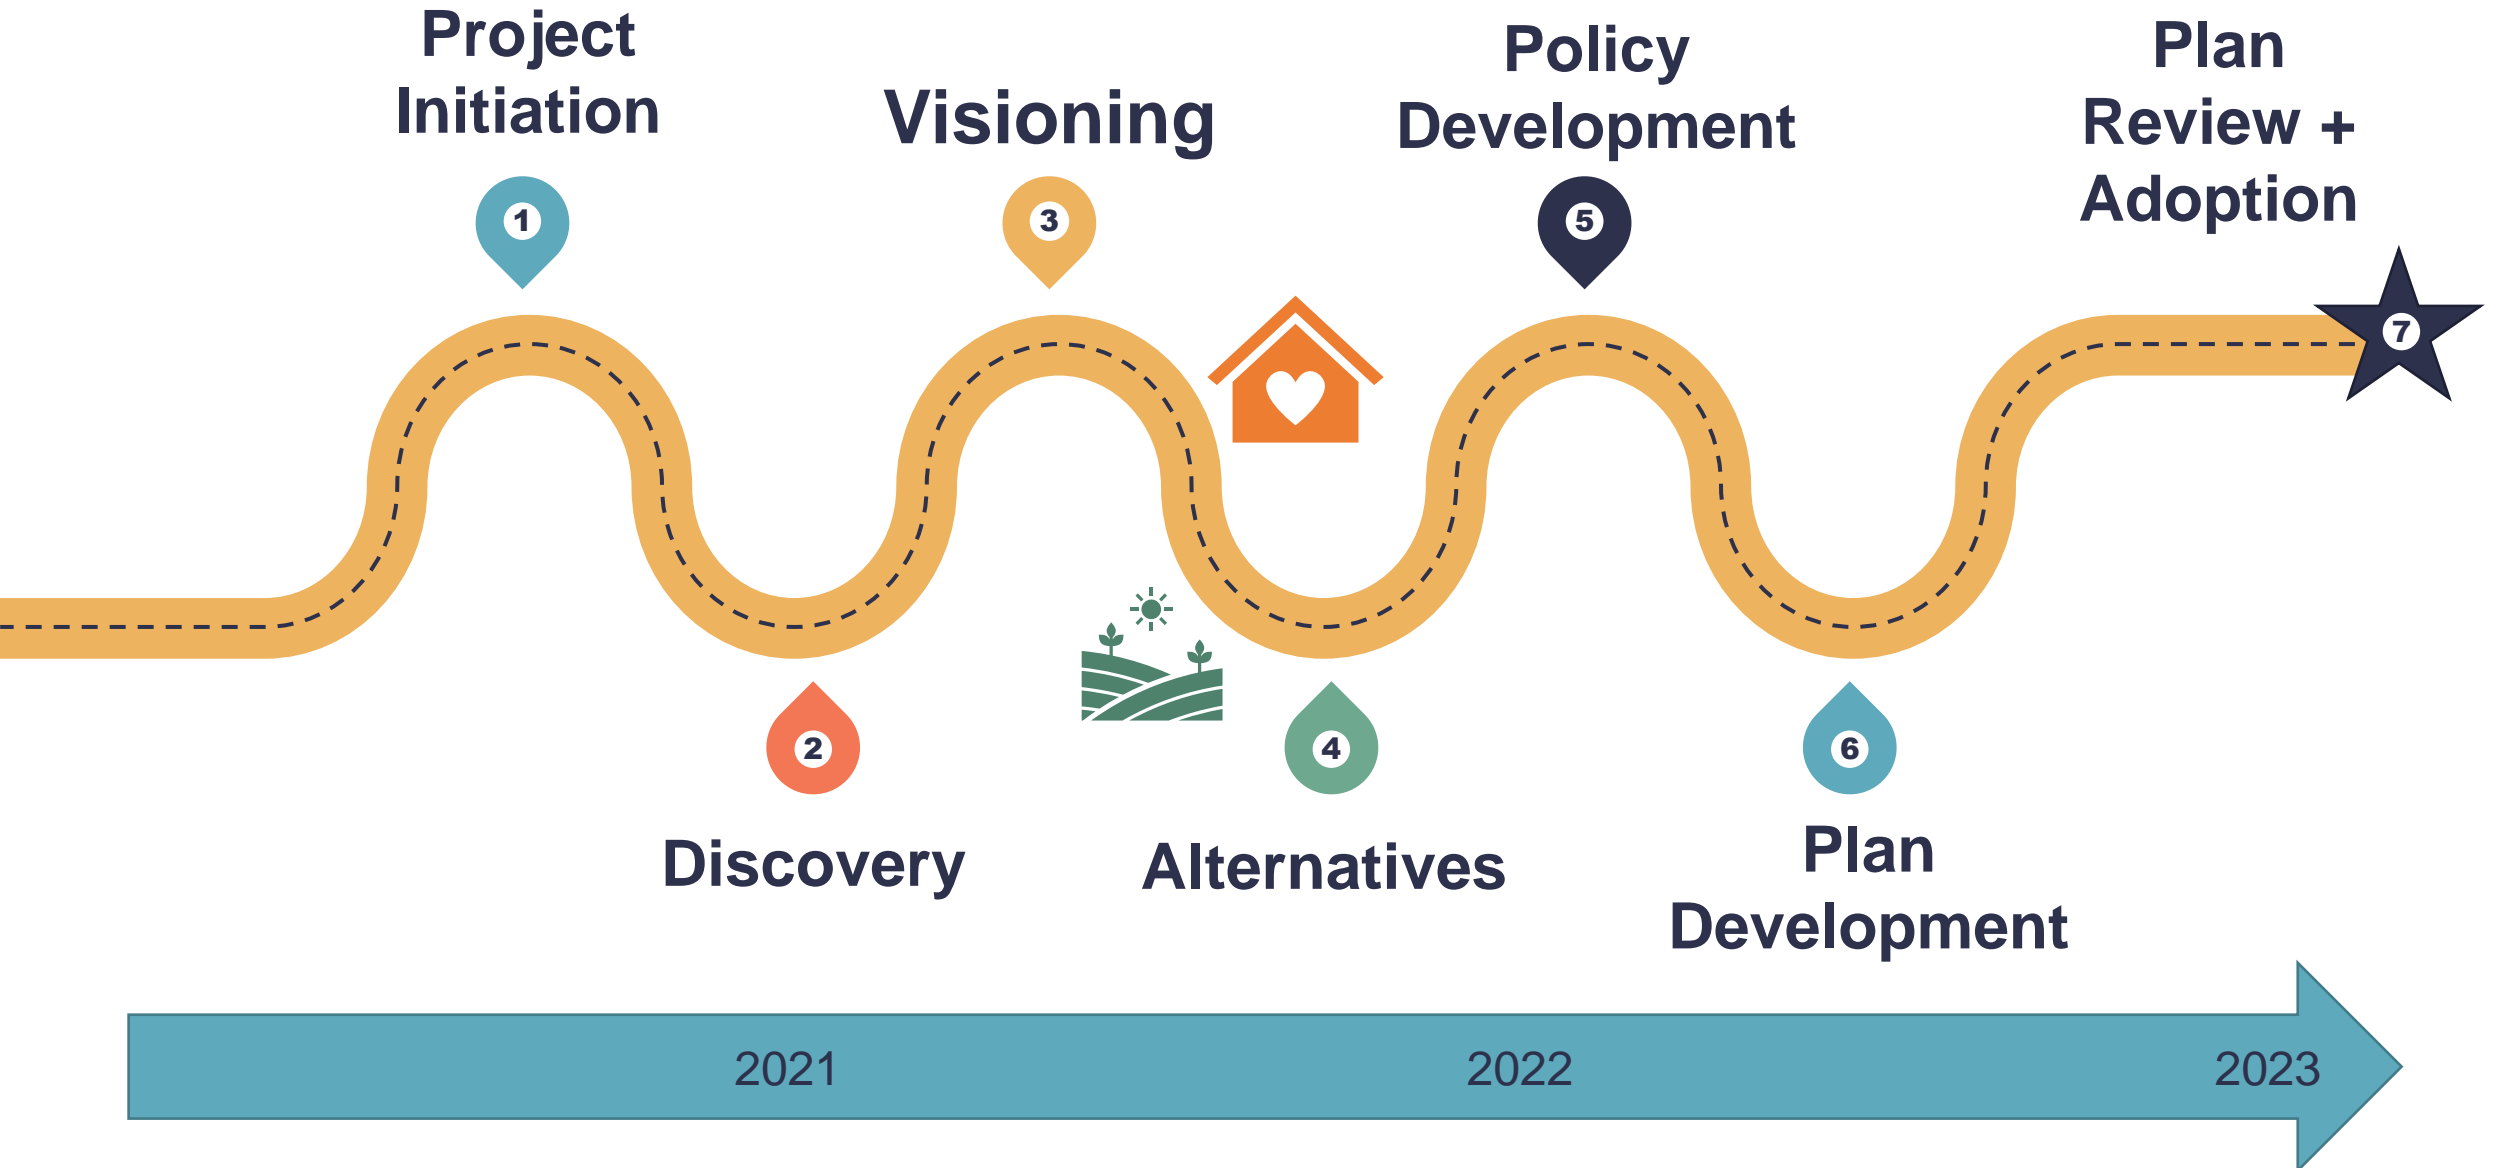 Project
Initiation
1
Discovery
2
Visioning
3
Alternatives
4
Policy
Development
5
Plan
Development
6
Plan
Review +
Adoption
7
2021
2022
2023